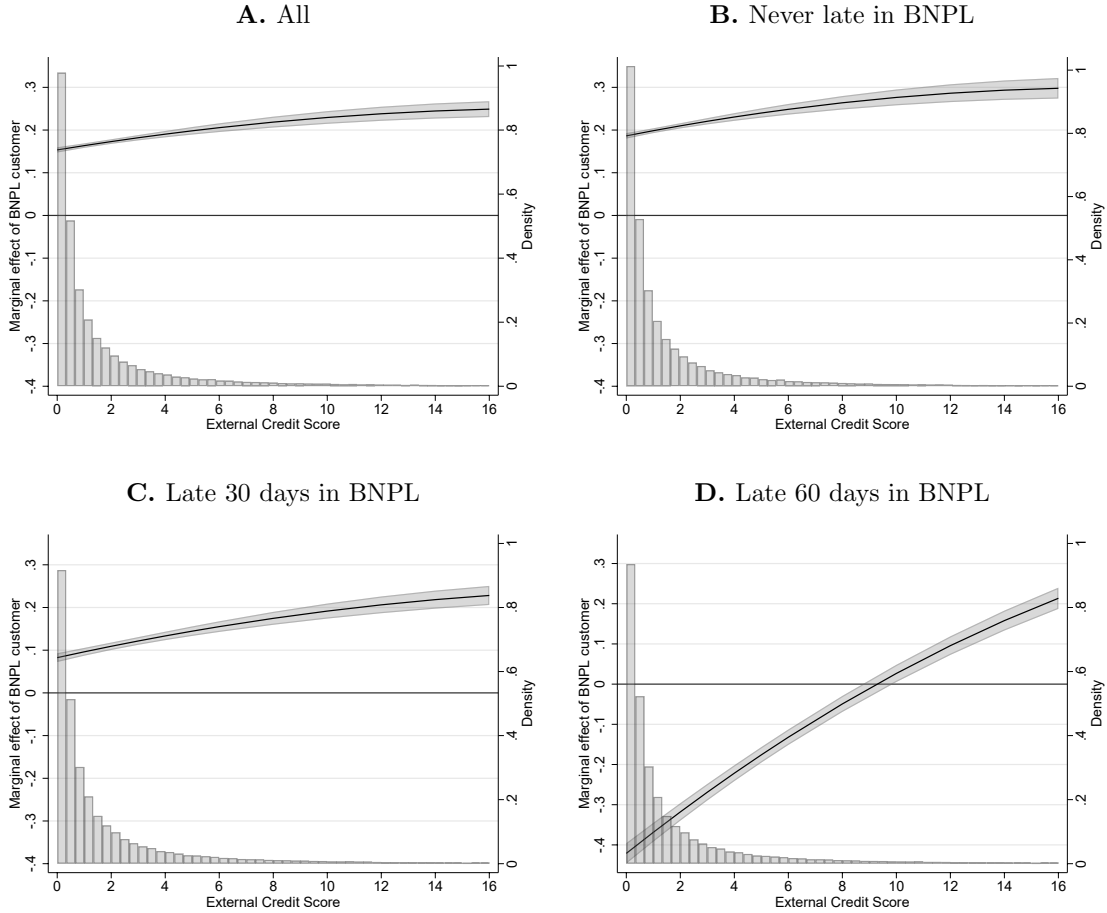 A. All
Marginal effect of BNPL customer
.3
.2
.1
0
-.1
-.2
-.3
-.4
1
.8
.6
.4
.2
0
Density
0 2 4 6 8 10 12 14 16
External Credit Score
B. Never late in BNPL
Marginal effect of BNPL customer
.3
.2
.1
0
-.1
-.2
-.3
-.4
1
.8
.6
.4
.2
0
Density
0 2 4 6 8 10 12 14 16
External Credit Score
C. Late 30 days in BNPL
Marginal effect of BNPL customer
.3
.2
.1
0
-.1
-.2
-.3
-.4
1
.8
.6
.4
.2
0
Density
0 2 4 6 8 10 12 14 16
External Credit Score
D. Late 60 days in BNPL
Marginal effect of BNPL customer
.3
.2
.1
0
-.1
-.2
-.3
-.4
1
.8
.6
.4
.2
0
Density
0 2 4 6 8 10 12 14 16
External Credit Score